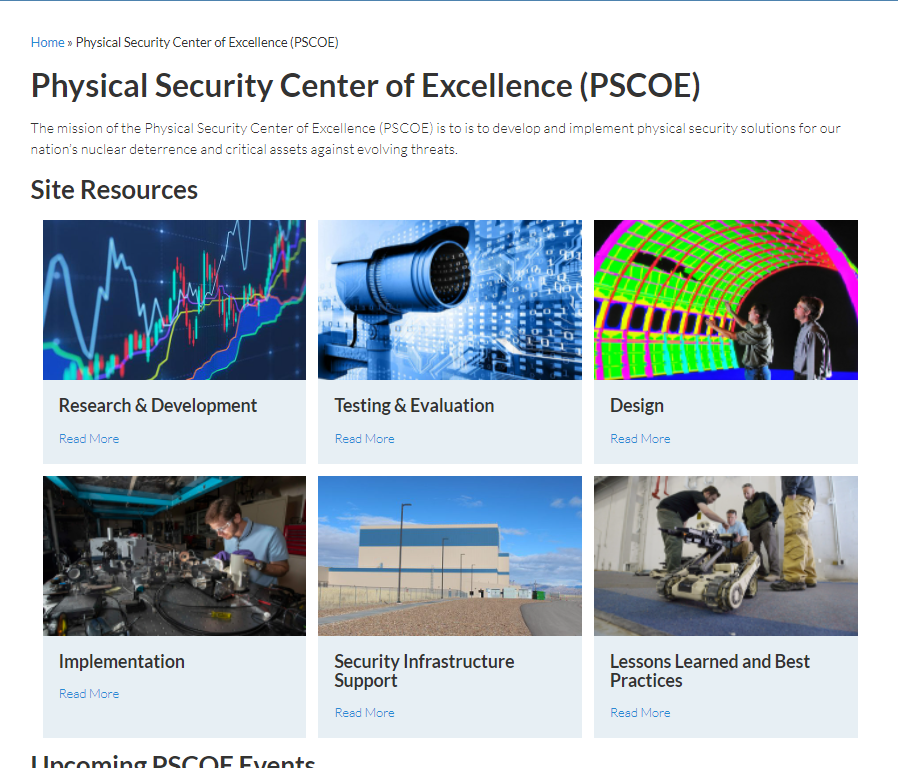 Home » Physical Security Center of Excellence (PSCOE)
Physical Security Center of Excellence (PSCOE)
The mission of the Physical Security Center of Excellence (PSCOE) is to is to develop and implement physical security solutions for our
nation's nuclear deterrence and critical assets against evolving threats.
Site Resources
Research & Development
Read More
Testing & Evaluation
Read More
Design
Read More
Implementation
Read More
Security Infrastructure
Support
Read More
Lessons Learned and Best
Practices
Read More
Upcoming PSCOE Events